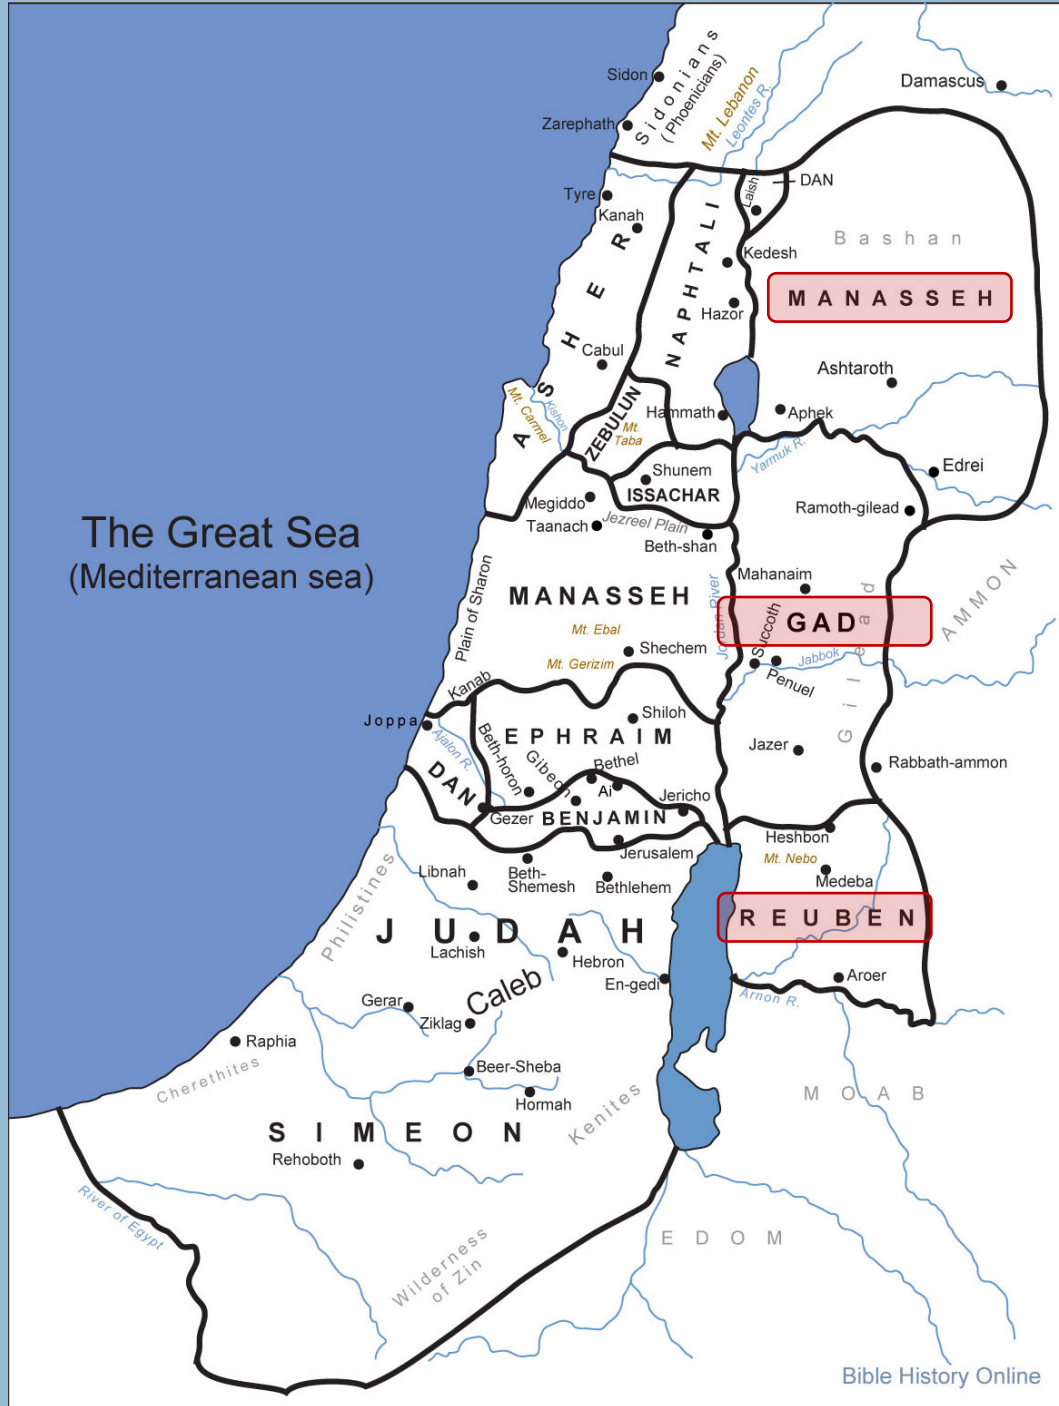 Sidon
Sidonians
(Phoenicians)
Mt. Lebanon
Leontes R.
Damascus
Zarephath
Tyre
Kanah
Laish
DAN
Bashan
ASHER
NAPHTALI
Kedesh
MANASSEH
Hazor
Cabul
Ashtaroth
Mt. Carmel
Kishon
ZEBULUN
Mt.
Taba
Hammath
Aphek
Yarmuk R.
Shunem
ISSACHAR
Edrei
Megiddo
Taanach
Jezreel Plain
Beth-shan
Ramoth-gilead
The Great Sea
(Mediterranean sea)
Plain of Sharon
MANASSEH
Jordan River
Mahanaim
Succoth
GAD
Gilead
AMMON
Mt. Ebal
Shechem
Mt. Gerizim
Jabbok
Penuel
Kanab
Joppa
Ajalon R.
Shiloh
EPHRAIM
Beth-horon
Gibeon
Bethel
Ai
Jazer
Rabbath-ammon
DAN
Gezer
BENJAMIN
Jericho
Heshbon
Jerusalem
Mt. Nebo
Medeba
Philistines
Libnah
Beth-
Shemesh
Bethlehem
REUBEN
JUDAH
Lachish
Hebron
En-gedi
Aroer
Arnon R.
Caleb
Gerar
Ziklag
Raphia
Cherethites
Beer-Sheba
Hormah
Kenites
MOAB
SIMEON
Rehoboth
River of Egypt
Wilderness
of Zin
EDOM
Bible History Online